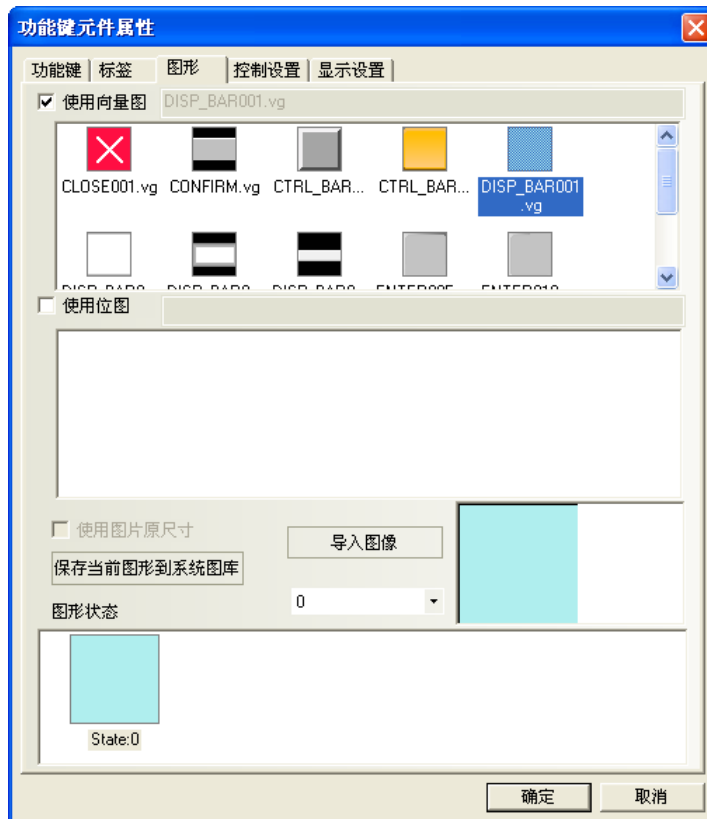 功能键元件属性
功能键 标签 图形 控制设置 显示设置
使用向量图 DISP_BAR001.vg
CLOSE001.vg CONFIRM.vg CTRL_BAR... CTRL_BAR... DISP_BAR001
.vg
使用位图
使用图片原尺寸
导入图像
保存当前图形到系统图库
0
图形状态
State:0
确定 取消